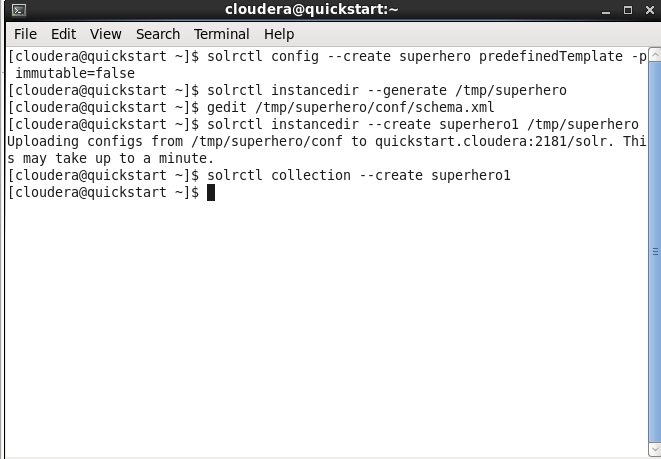 cloudera@quickstart:~
File Edit View Search Terminal Help
[cloudera@quickstart ~]$ solrctl config --create superhero predefinedTemplate -p
 immutable=false
[cloudera@quickstart ~]$ solrctl instancedir --generate /tmp/superhero
[cloudera@quickstart ~]$ gedit /tmp/superhero/conf/schema.xml
[cloudera@quickstart ~]$ solrctl instancedir --create superhero1 /tmp/superhero
Uploading configs from /tmp/superhero/conf to quickstart.cloudera:2181/solr. Thi
s may take up to a minute.
[cloudera@quickstart ~]$ solrctl collection --create superhero1
[cloudera@quickstart ~]$